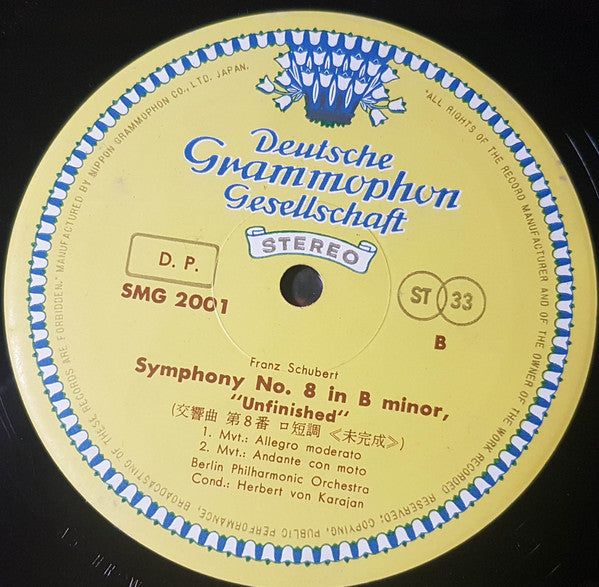 Deutsche
Grammophon
Gesellschaft
STEREO
D. P.
SMG 2001
ST 33
B
Franz Schubert
Symphony No. 8 in B minor,
"Unfinished"
(交響曲 第8番 ロ短調 《未完成》)
1. Mvt.: Allegro moderato
2. Mvt.: Andante con moto
Berlin Philharmonic Orchestra
Cond.: Herbert von Karajan
"ALL RIGHTS OF THE RECORD MANUFACTURER AND OF THE OWNER OF THE WORK RECORDED RESERVED; COPYING, PUBLIC PERFORMANCE, BROADCASTING OF THESE RECORDS ARE FORBIDDEN." MANUFACTURED BY NIPPON GRAMMOPHON CO., LTD. JAPAN.